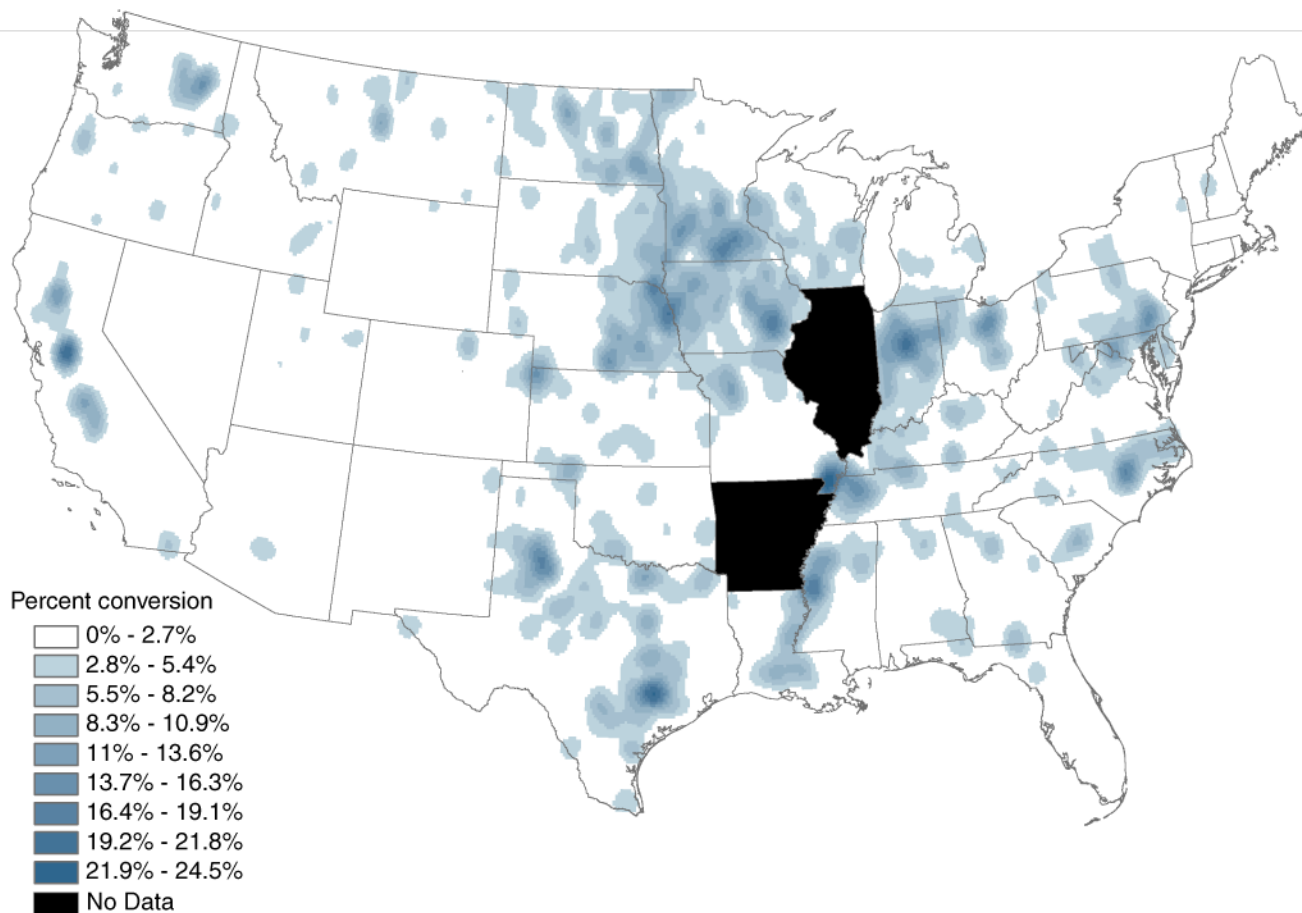 Percent conversion
0% - 2.7%
2.8% - 5.4%
5.5% - 8.2%
8.3% - 10.9%
11% - 13.6%
13.7% - 16.3%
16.4% - 19.1%
19.2% - 21.8%
21.9% - 24.5%
No Data